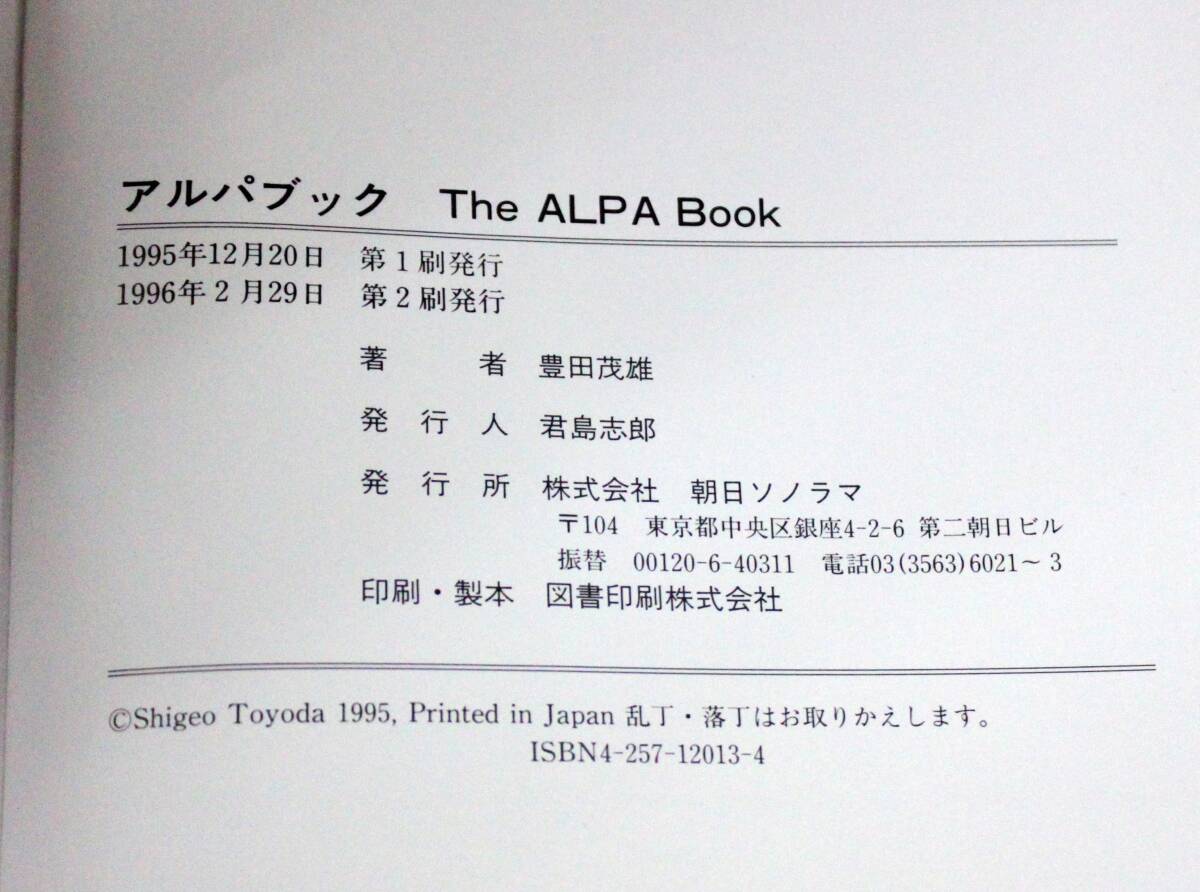 アルパブック The ALPA Book
1995年12月20日 第1刷発行
1996年2月29日 第2刷発行
著者 豊田茂雄
発行人 君島志郎
発行所 株式会社 朝日ソノラマ
〒104 東京都中央区銀座4-2-6 第二朝日ビル
振替 00120-6-40311 電話03(3563)6021～3
印刷・製本 図書印刷株式会社
©Shigeo Toyoda 1995, Printed in Japan 乱丁・落丁はお取りかえします。
ISBN4-257-12013-4